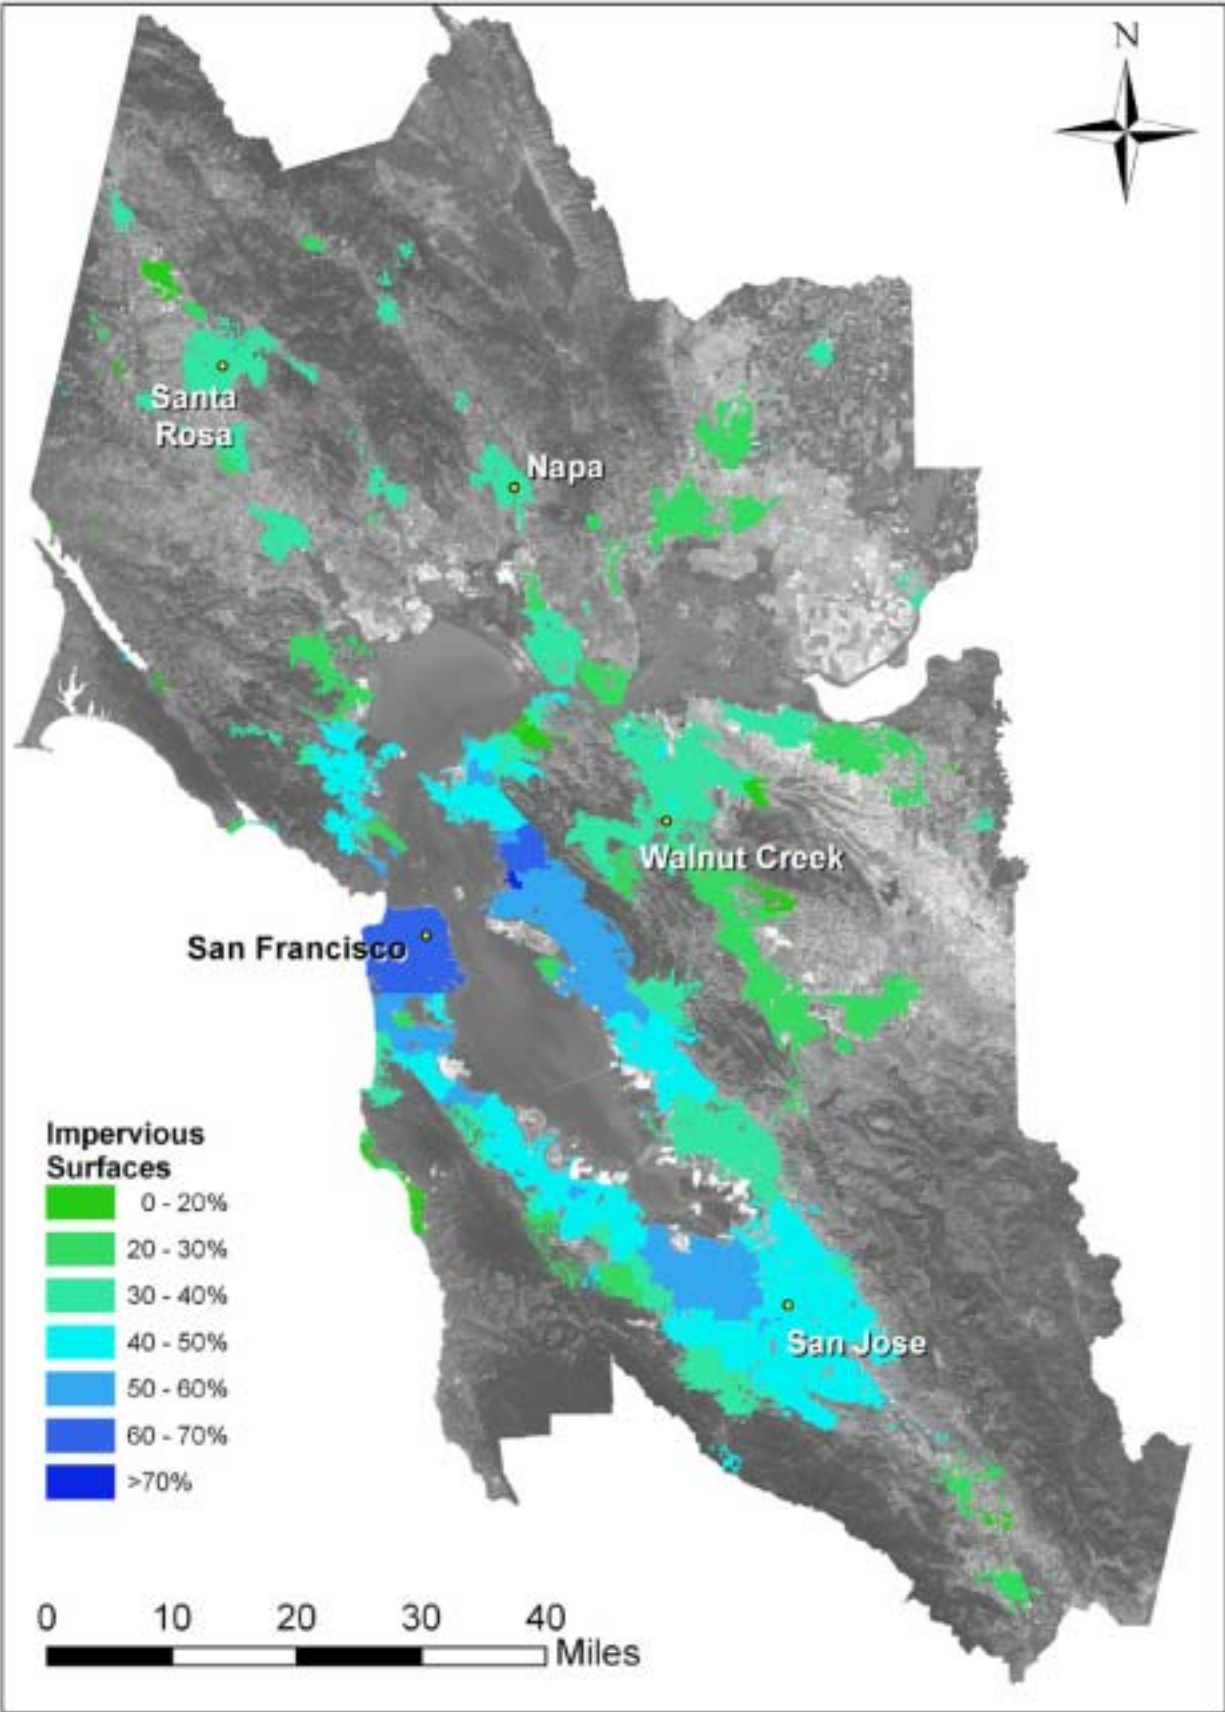 N
Santa
Rosa
Napa
Walnut Creek
San Francisco
San Jose
Impervious
Surfaces
0 - 20%
20 - 30%
30 - 40%
40 - 50%
50 - 60%
60 - 70%
>70%
0 10 20 30 40
Miles